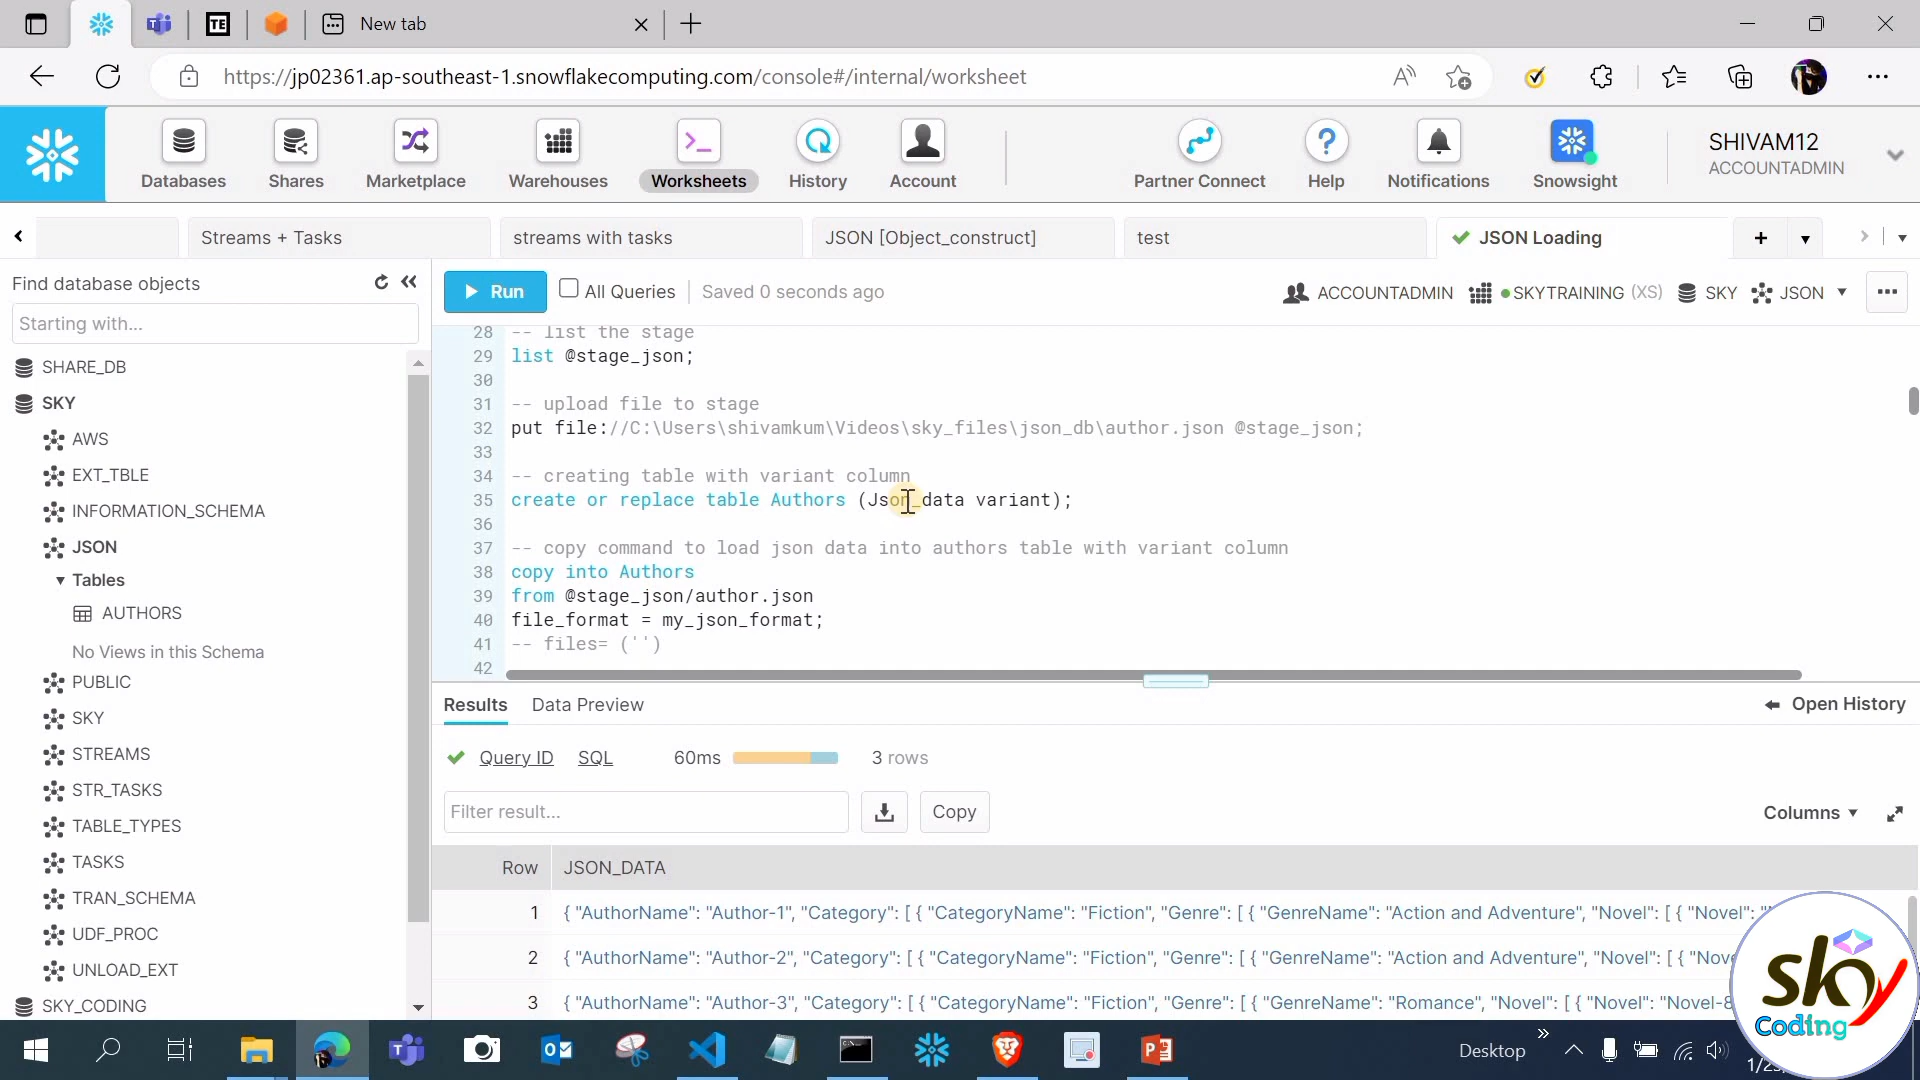 TE
New tab
https://jp02361.ap-southeast-1.snowflakecomputing.com/console#/internal/worksheet
Databases
Shares
Marketplace
Warehouses
Worksheets
History
Account
Partner Connect
Help
Notifications
Snowsight
SHIVAM12
ACCOUNTADMIN
Streams + Tasks
streams with tasks
JSON [Object_construct]
test
JSON Loading
Find database objects
Starting with...
SHARE_DB
SKY
AWS
EXT_TBLE
INFORMATION_SCHEMA
JSON
Tables
AUTHORS
No Views in this Schema
PUBLIC
SKY
STREAMS
STR_TASKS
TABLE_TYPES
TASKS
TRAN_SCHEMA
UDF_PROC
UNLOAD_EXT
SKY_CODING
Run All Queries Saved 0 seconds ago ACCOUNTADMIN SKYTRAINING (XS) SKY JSON
28 -- list the stage
29 list @stage_json;
30
31 -- upload file to stage
32 put file://C:\Users\shivamkum\Videos\sky_files\json_db\author.json @stage_json;
33
34 -- creating table with variant column
35 create or replace table Authors (Json_data variant);
36
37 -- copy command to load json data into authors table with variant column
38 copy into Authors
39 from @stage_json/author.json
40 file_format = my_json_format;
41 -- files= ('')
42
Results Data Preview Open History
Query ID SQL 60ms 3 rows
Filter result... Copy Columns
Row JSON_DATA
1 { "AuthorName": "Author-1", "Category": [ { "CategoryName": "Fiction", "Genre": [ { "GenreName": "Action and Adventure", "Novel": [ { "Novel": "
2 { "AuthorName": "Author-2", "Category": [ { "CategoryName": "Fiction", "Genre": [ { "GenreName": "Action and Adventure", "Novel": [ { "Nove
3 { "AuthorName": "Author-3", "Category": [ { "CategoryName": "Fiction", "Genre": [ { "GenreName": "Romance", "Novel": [ { "Novel": "Novel-8
sky
Coding
Desktop